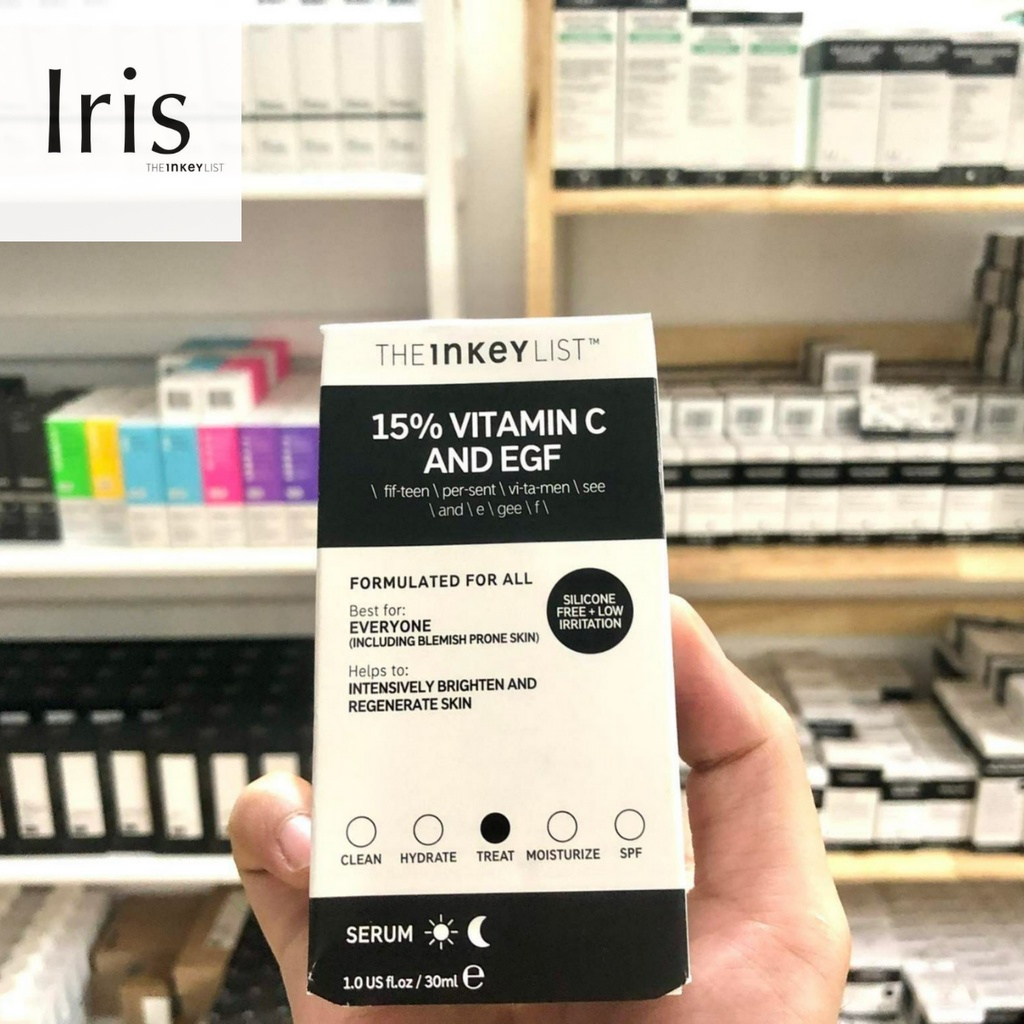 Iris
THE INKEY LIST
THE INKEY LIST™
15% VITAMIN C
AND EGF
\ fif-teen \ per-sent \ vi-ta-men \ see
\ and \ e \ gee \ f \
FORMULATED FOR ALL
Best for:
EVERYONE
(INCLUDING BLEMISH PRONE SKIN)
SILICONE
FREE + LOW
IRRITATION
Helps to:
INTENSIVELY BRIGHTEN AND
REGENERATE SKIN
CLEAN HYDRATE TREAT MOISTURIZE SPF
SERUM
1.0 US fl.oz / 30ml ℮